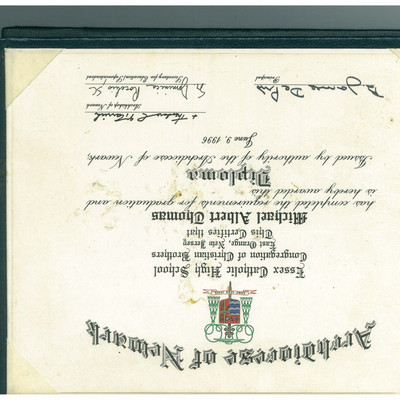 Archdiocese of Newark
Essex Catholic High School
Congregation of Christian Brothers
East Orange, New Jersey
This Certifies that
Michael Albert Thomas
has completed the requirements for graduation and
is hereby awarded this
Diploma
Issued by authority of the Archdiocese of Newark,
June 9, 1996
Archbishop of Newark
Principal
Secretary for Education/Superintendent